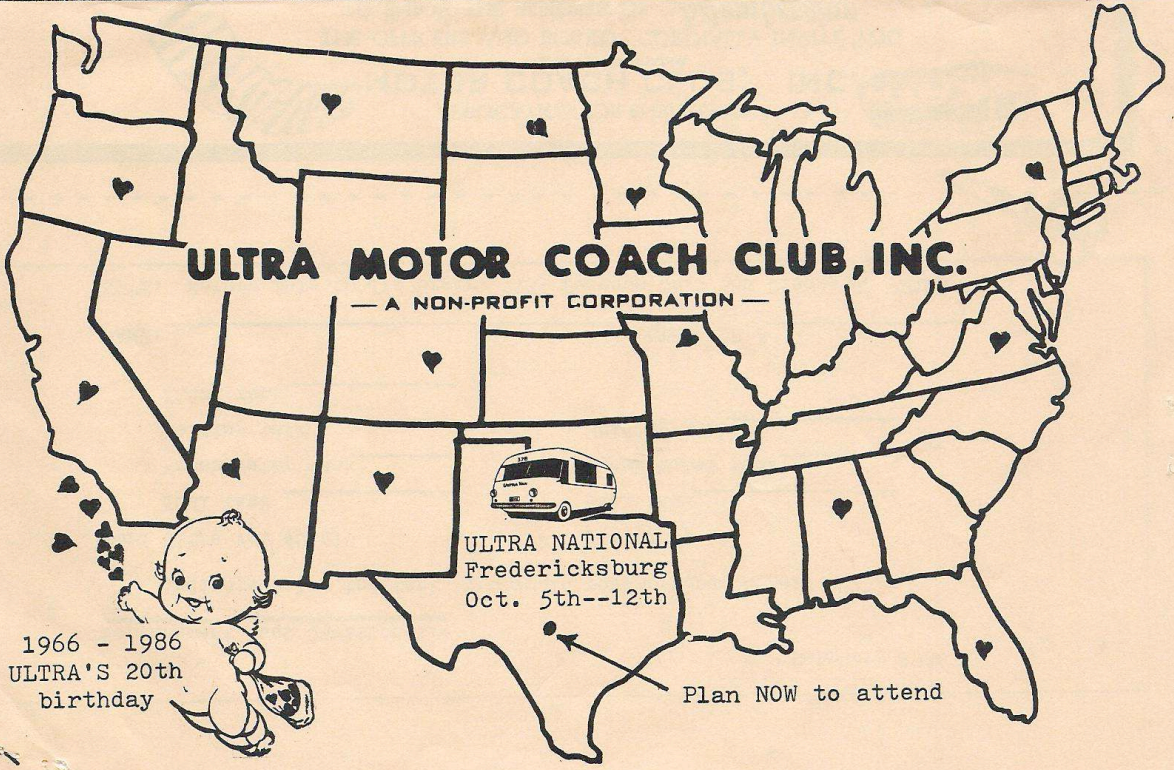 ULTRA MOTOR COACH CLUB, INC.
— A NON-PROFIT CORPORATION —
ULTRA NATIONAL
Fredericksburg
Oct. 5th--12th
1966 - 1986
ULTRA'S 20th
birthday
Plan NOW to attend